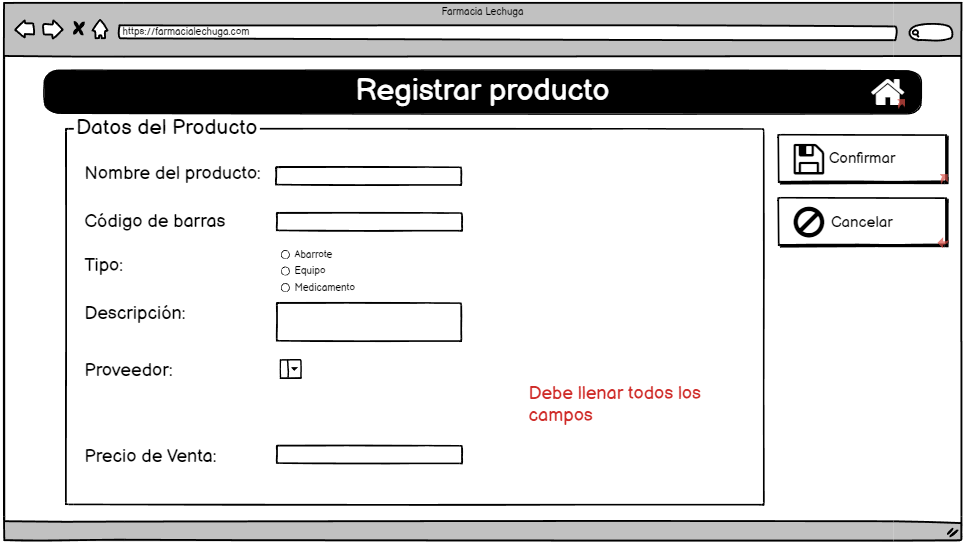 Farmacia Lechuga
https://farmacialechuga.com
Registrar producto
Datos del Producto
Nombre del producto:
Código de barras
Tipo:
Abarrote
Equipo
Medicamento
Descripción:
Proveedor:
Debe llenar todos los
campos
Precio de Venta:
Confirmar
Cancelar